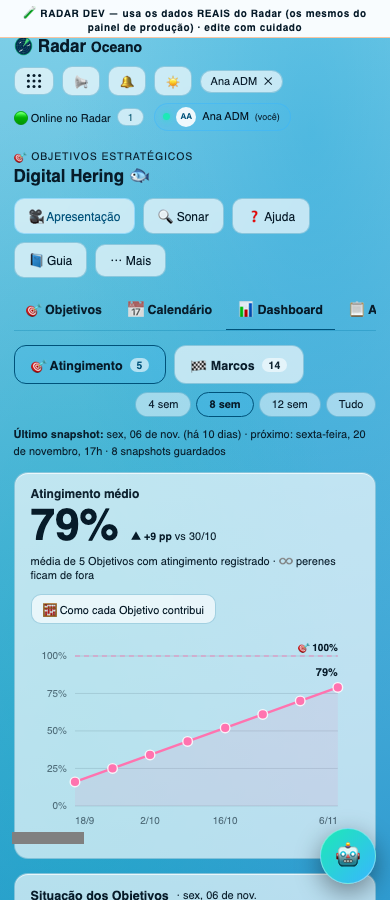 RADAR DEV — usa os dados REAIS do Radar (os mesmos do
painel de produção) · edite com cuidado
Radar Oceano
Ana ADM ×
Online no Radar 1
AA Ana ADM (você)
OBJETIVOS ESTRATÉGICOS
Digital Hering
Apresentação
Sonar
Ajuda
Guia
⋯ Mais
Objetivos
Calendário
Dashboard
A
Atingimento 5
Marcos 14
4 sem
8 sem
12 sem
Tudo
Último snapshot: sex, 06 de nov. (há 10 dias) · próximo: sexta-feira, 20
de novembro, 17h · 8 snapshots guardados
Atingimento médio
79% ▲ +9 pp vs 30/10
média de 5 Objetivos com atingimento registrado · ♾ perenes
ficam de fora
Como cada Objetivo contribui
100%
100%
79%
75%
50%
25%
0%
18/9
2/10
16/10
6/11
Situação dos Objetivos · sex, 06 de nov.